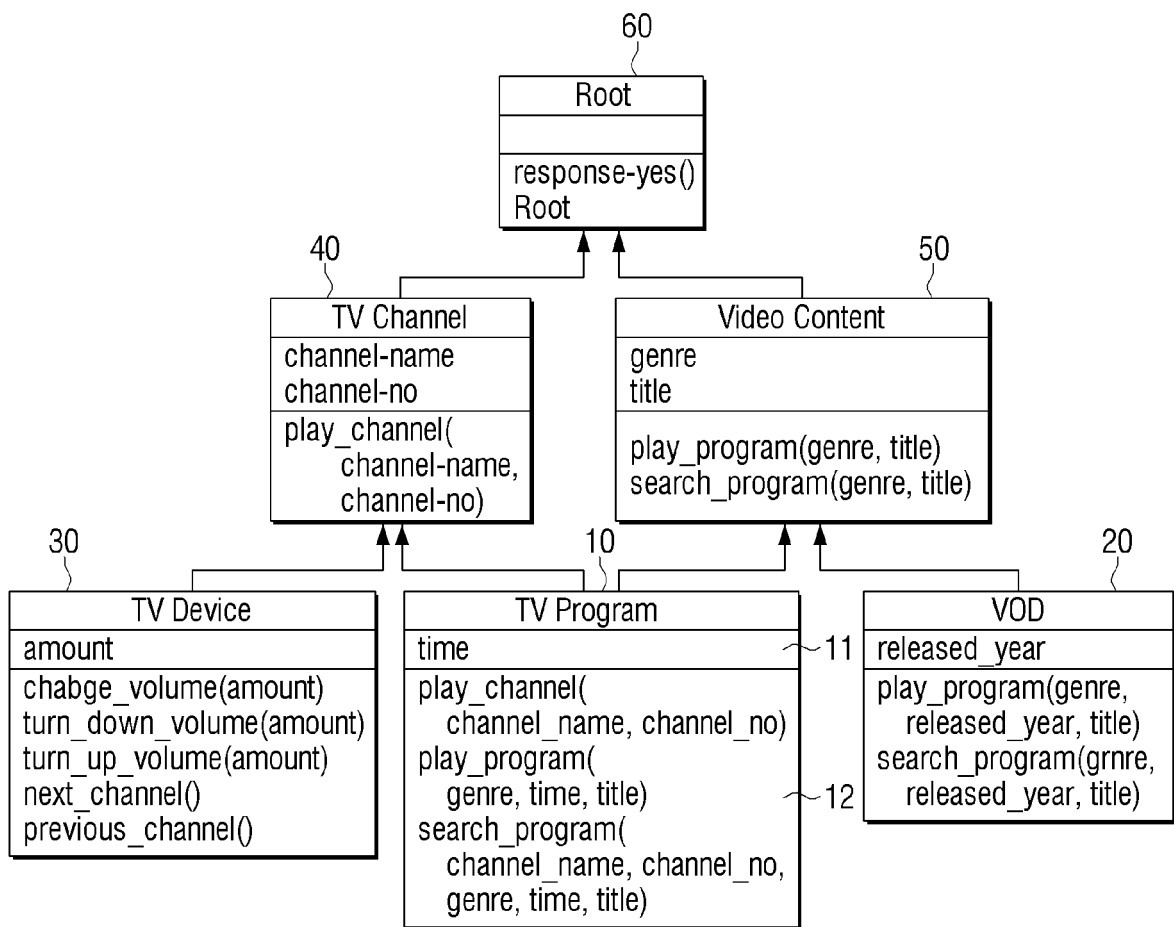 60
Root
response-yes()
Root
40
TV Channel
channel-name
channel-no
play_channel(
channel-name,
channel-no)
50
Video Content
genre
title
play_program(genre, title)
search_program(genre, title)
30
TV Device
amount
chabge_volume(amount)
turn_down_volume(amount)
turn_up_volume(amount)
next_channel()
previous_channel()
10
TV Program
time
11
play_channel(
channel_name, channel_no)
play_program(
genre, time, title)
12
search_program(
channel_name, channel_no,
genre, time, title)
20
VOD
released_year
play_program(genre,
released_year, title)
search_program(grnre,
released_year, title)